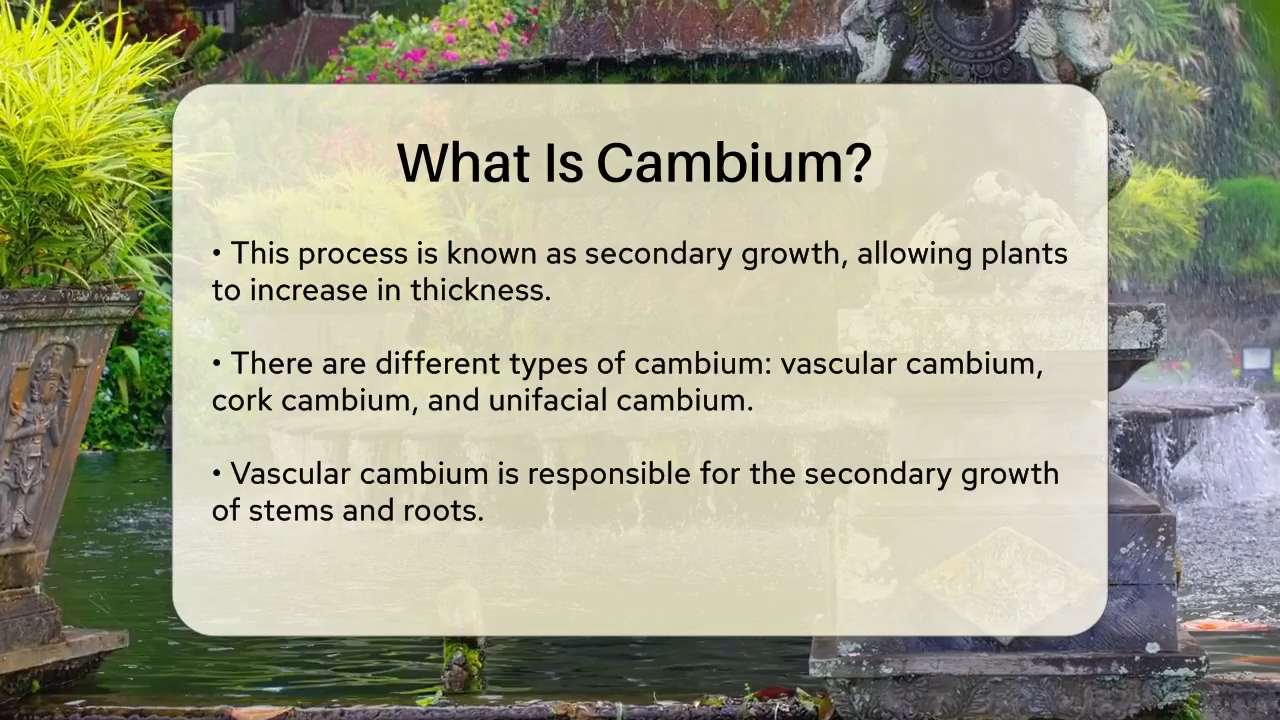 What Is Cambium?
• This process is known as secondary growth, allowing plants
to increase in thickness.
• There are different types of cambium: vascular cambium,
cork cambium, and unifacial cambium.
• Vascular cambium is responsible for the secondary growth
of stems and roots.